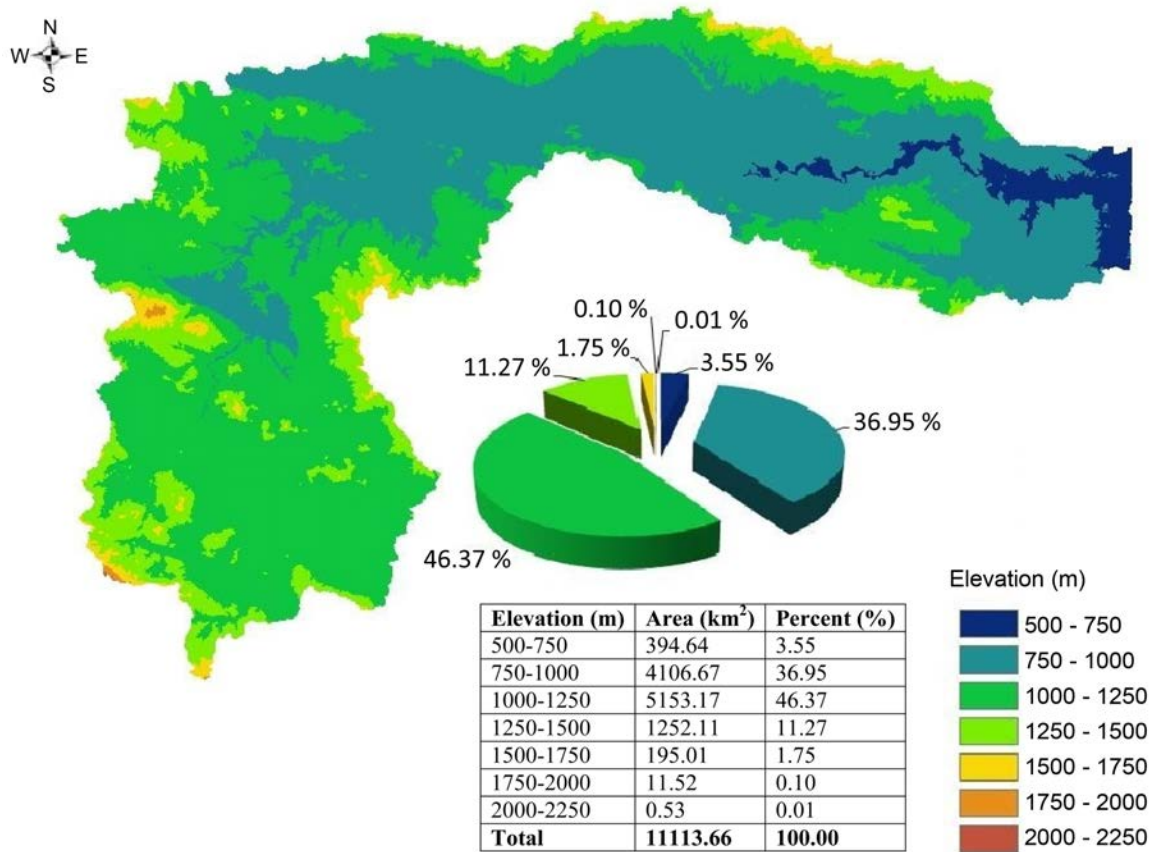 N
W E
S
0.10 %
0.01 %
1.75 %
3.55 %
11.27 %
36.95 %
46.37 %
Elevation (m) Area (km²) Percent (%)
500-750 394.64 3.55
750-1000 4106.67 36.95
1000-1250 5153.17 46.37
1250-1500 1252.11 11.27
1500-1750 195.01 1.75
1750-2000 11.52 0.10
2000-2250 0.53 0.01
Total 11113.66 100.00
Elevation (m)
500 - 750
750 - 1000
1000 - 1250
1250 - 1500
1500 - 1750
1750 - 2000
2000 - 2250